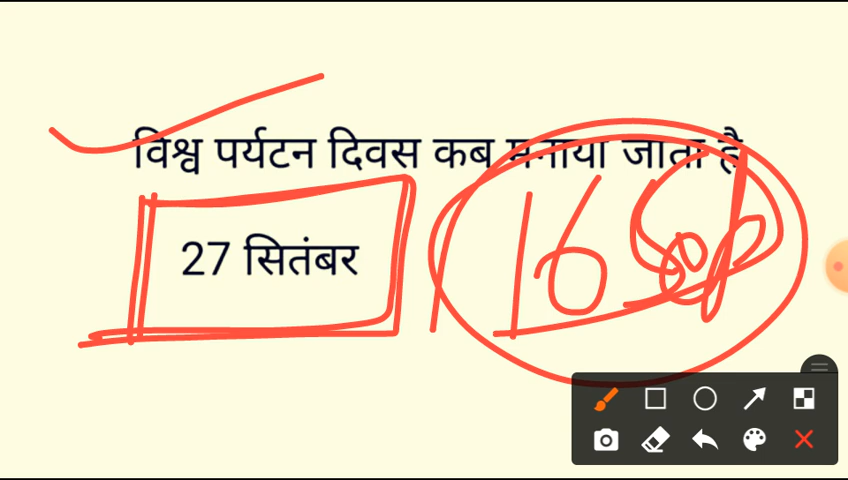 विश्व पर्यटन दिवस कब मनाया जाता है
27 सितंबर
16 Sep